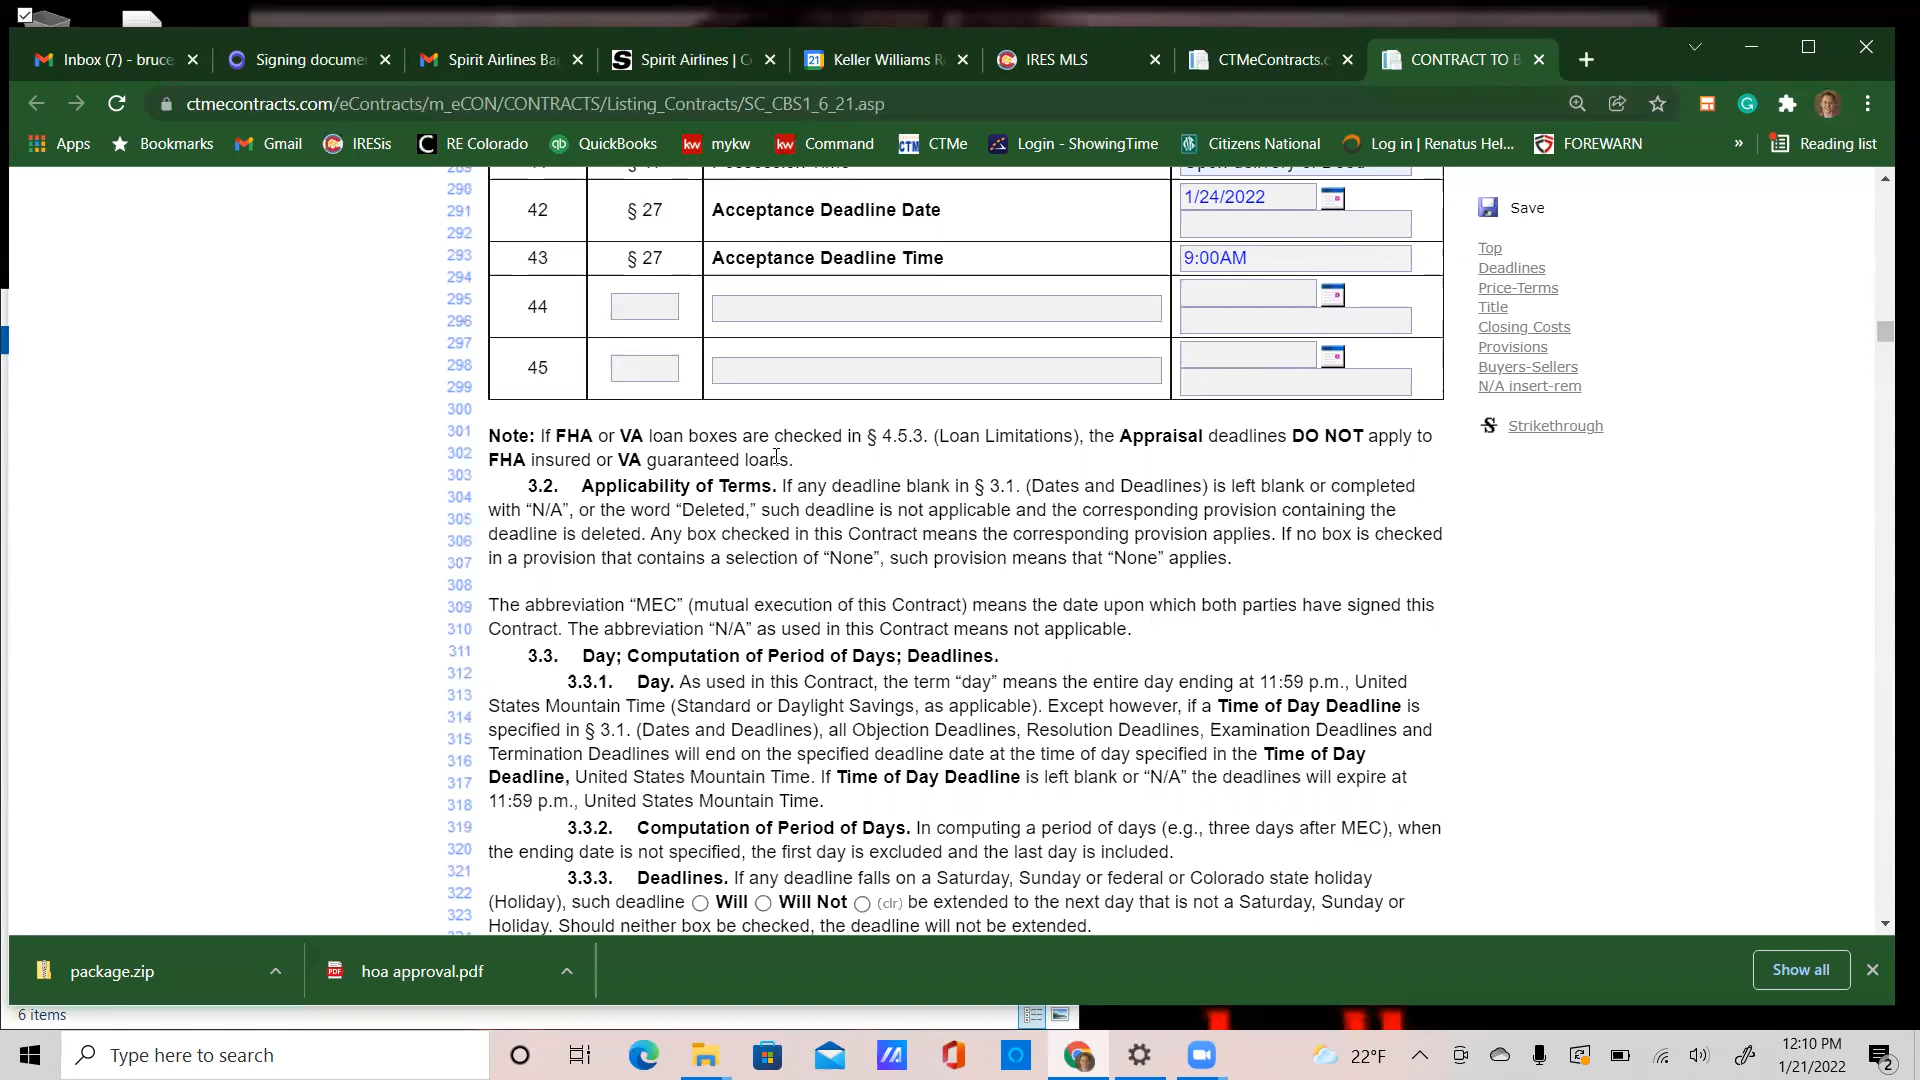 Inbox (7) - bruce
Signing docume
Spirit Airlines Ba
Spirit Airlines | C
Keller Williams R
IRES MLS
CTMeContracts.c
CONTRACT TO B
ctmecontracts.com/eContracts/m_eCON/CONTRACTS/Listing_Contracts/SC_CBS1_6_21.asp
Apps
Bookmarks
Gmail
IRESis
RE Colorado
QuickBooks
mykw
Command
CTMe
Login - ShowingTime
Citizens National
Log in | Renatus Hel...
FOREWARN
»
Reading list
289
290
291
292
293
294
295
296
297
298
299
300
301
302
303
304
305
306
307
308
309
310
311
312
313
314
315
316
317
318
319
320
321
322
323
42 § 27 Acceptance Deadline Date 1/24/2022
43 § 27 Acceptance Deadline Time 9:00AM
44
45
Note: If FHA or VA loan boxes are checked in § 4.5.3. (Loan Limitations), the Appraisal deadlines DO NOT apply to
FHA insured or VA guaranteed loans.
3.2. Applicability of Terms. If any deadline blank in § 3.1. (Dates and Deadlines) is left blank or completed
with “N/A”, or the word “Deleted,” such deadline is not applicable and the corresponding provision containing the
deadline is deleted. Any box checked in this Contract means the corresponding provision applies. If no box is checked
in a provision that contains a selection of “None”, such provision means that “None” applies.
The abbreviation “MEC” (mutual execution of this Contract) means the date upon which both parties have signed this
Contract. The abbreviation “N/A” as used in this Contract means not applicable.
3.3. Day; Computation of Period of Days; Deadlines.
3.3.1. Day. As used in this Contract, the term “day” means the entire day ending at 11:59 p.m., United
States Mountain Time (Standard or Daylight Savings, as applicable). Except however, if a Time of Day Deadline is
specified in § 3.1. (Dates and Deadlines), all Objection Deadlines, Resolution Deadlines, Examination Deadlines and
Termination Deadlines will end on the specified deadline date at the time of day specified in the Time of Day
Deadline, United States Mountain Time. If Time of Day Deadline is left blank or “N/A” the deadlines will expire at
11:59 p.m., United States Mountain Time.
3.3.2. Computation of Period of Days. In computing a period of days (e.g., three days after MEC), when
the ending date is not specified, the first day is excluded and the last day is included.
3.3.3. Deadlines. If any deadline falls on a Saturday, Sunday or federal or Colorado state holiday
(Holiday), such deadline Will Will Not (clr) be extended to the next day that is not a Saturday, Sunday or
Holiday. Should neither box be checked, the deadline will not be extended.
Save
Top
Deadlines
Price-Terms
Title
Closing Costs
Provisions
Buyers-Sellers
N/A insert-rem
Strikethrough
package.zip
hoa approval.pdf
Show all
6 items
Type here to search
22°F
12:10 PM
1/21/2022
2